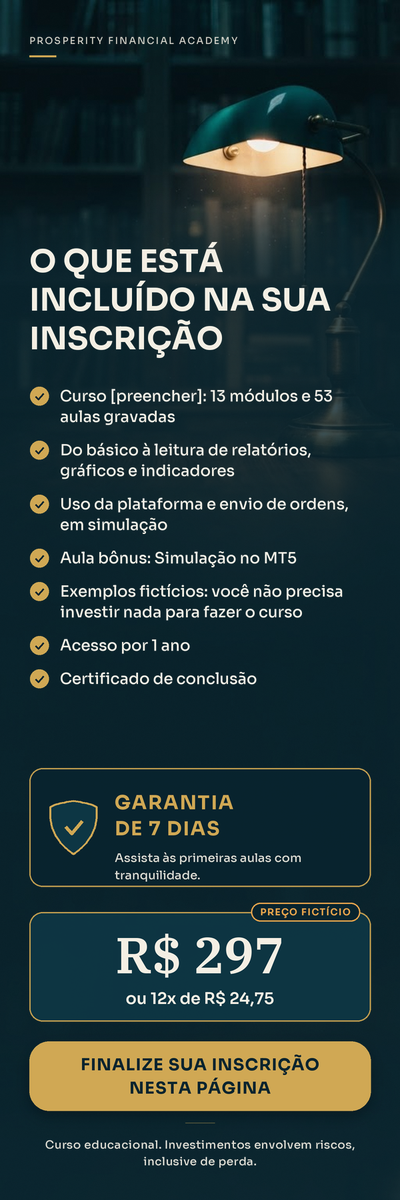 PROSPERITY FINANCIAL ACADEMY
O QUE ESTÁ
INCLUÍDO NA SUA
INSCRIÇÃO
Curso [preencher]: 13 módulos e 53
aulas gravadas
Do básico à leitura de relatórios,
gráficos e indicadores
Uso da plataforma e envio de ordens,
em simulação
Aula bônus: Simulação no MT5
Exemplos fictícios: você não precisa
investir nada para fazer o curso
Acesso por 1 ano
Certificado de conclusão
GARANTIA
DE 7 DIAS
Assista às primeiras aulas com
tranquilidade.
PREÇO FICTÍCIO
R$ 297
ou 12x de R$ 24,75
FINALIZE SUA INSCRIÇÃO
NESTA PÁGINA
Curso educacional. Investimentos envolvem riscos,
inclusive de perda.